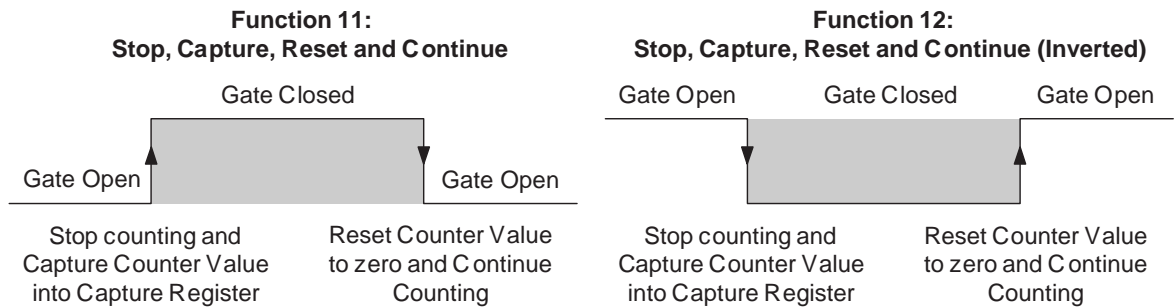 Function 11:
Stop, Capture, Reset and Continue
Gate Closed
Gate Open
Gate Open
Stop counting and
Capture Counter Value
into Capture Register
Reset Counter Value
to zero and Continue
Counting
Function 12:
Stop, Capture, Reset and Continue (Inverted)
Gate Open
Gate Closed
Gate Open
Stop counting and
Capture Counter Value
into Capture Register
Reset Counter Value
to zero and Continue
Counting